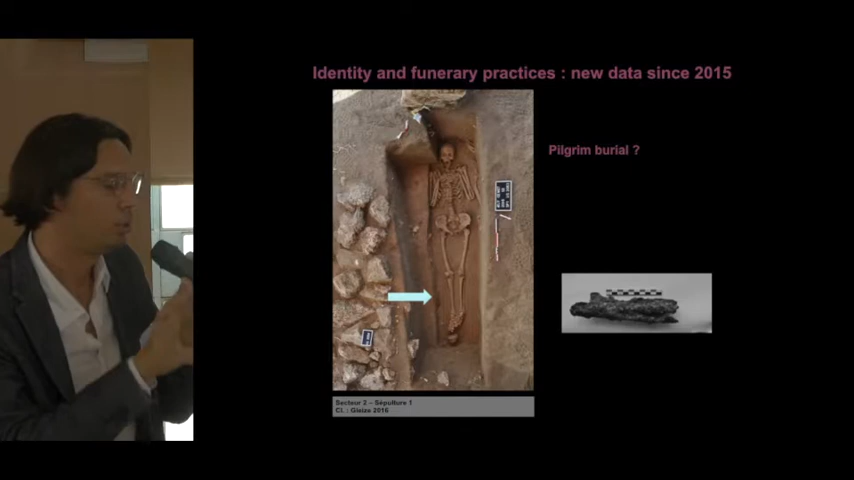 Identity and funerary practices : new data since 2015
Pilgrim burial ?
Secteur 2 – Sépulture 1
Cl. : Gleize 2016